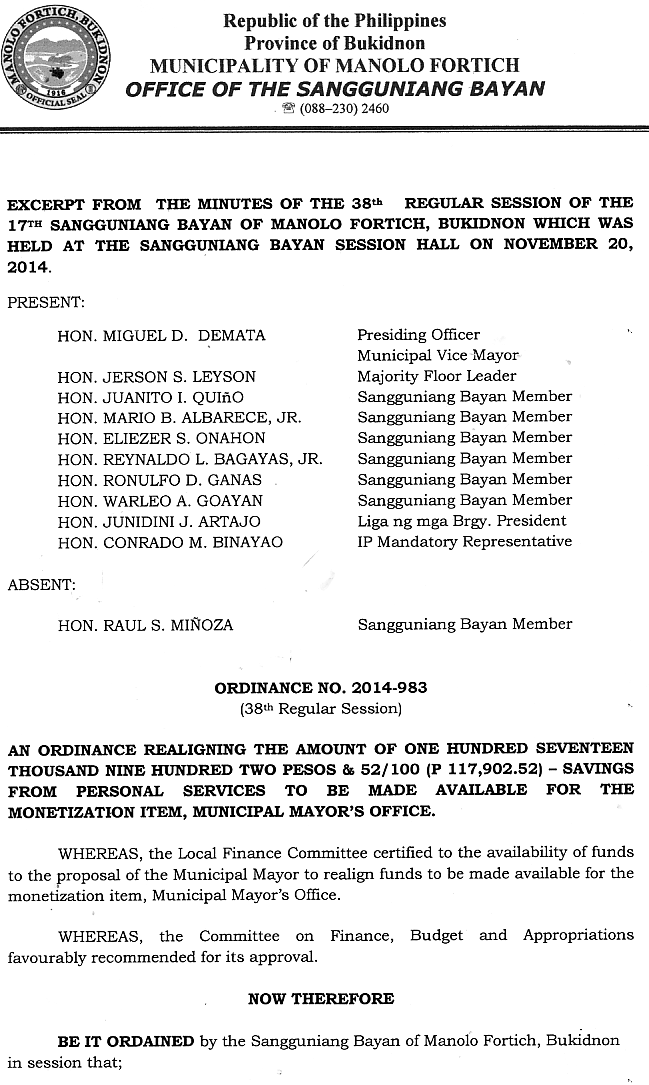 MANOLO FORTICH, BUKIDNON
1916
OFFICIAL SEAL
Republic of the Philippines
Province of Bukidnon
MUNICIPALITY OF MANOLO FORTICH
OFFICE OF THE SANGGUNIANG BAYAN
☏ (088–230) 2460
EXCERPT FROM THE MINUTES OF THE 38th REGULAR SESSION OF THE
17TH SANGGUNIANG BAYAN OF MANOLO FORTICH, BUKIDNON WHICH WAS
HELD AT THE SANGGUNIANG BAYAN SESSION HALL ON NOVEMBER 20,
2014.
PRESENT:
HON. MIGUEL D. DEMATA Presiding Officer
Municipal Vice Mayor
HON. JERSON S. LEYSON Majority Floor Leader
HON. JUANITO I. QUIñO Sangguniang Bayan Member
HON. MARIO B. ALBARECE, JR. Sangguniang Bayan Member
HON. ELIEZER S. ONAHON Sangguniang Bayan Member
HON. REYNALDO L. BAGAYAS, JR. Sangguniang Bayan Member
HON. RONULFO D. GANAS Sangguniang Bayan Member
HON. WARLEO A. GOAYAN Sangguniang Bayan Member
HON. JUNIDINI J. ARTAJO Liga ng mga Brgy. President
HON. CONRADO M. BINAYAO IP Mandatory Representative
ABSENT:
HON. RAUL S. MIÑOZA Sangguniang Bayan Member
ORDINANCE NO. 2014-983
(38th Regular Session)
AN ORDINANCE REALIGNING THE AMOUNT OF ONE HUNDRED SEVENTEEN
THOUSAND NINE HUNDRED TWO PESOS & 52/100 (P 117,902.52) – SAVINGS
FROM PERSONAL SERVICES TO BE MADE AVAILABLE FOR THE
MONETIZATION ITEM, MUNICIPAL MAYOR'S OFFICE.
WHEREAS, the Local Finance Committee certified to the availability of funds
to the proposal of the Municipal Mayor to realign funds to be made available for the
monetization item, Municipal Mayor's Office.
WHEREAS, the Committee on Finance, Budget and Appropriations
favourably recommended for its approval.
NOW THEREFORE
BE IT ORDAINED by the Sangguniang Bayan of Manolo Fortich, Bukidnon
in session that;